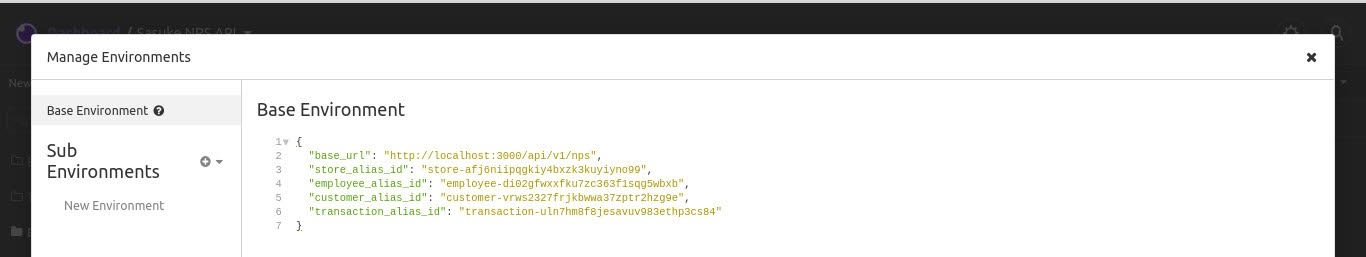 Dashboard / Sasuke NPS API
Manage Environments
New
Base Environment
Sub
Environments
New Environment
Base Environment
1 {
2 "base_url": "http://localhost:3000/api/v1/nps",
3 "store_alias_id": "store-afj6niipqgkiy4bxzk3kuyiyno99",
4 "employee_alias_id": "employee-di02gfwxxfku7zc363f1sqg5wbxb",
5 "customer_alias_id": "customer-vrws2327frjkbwwa37zptr2hzg9e",
6 "transaction_alias_id": "transaction-uln7hm8f8jesavuv983ethp3cs84"
7 }